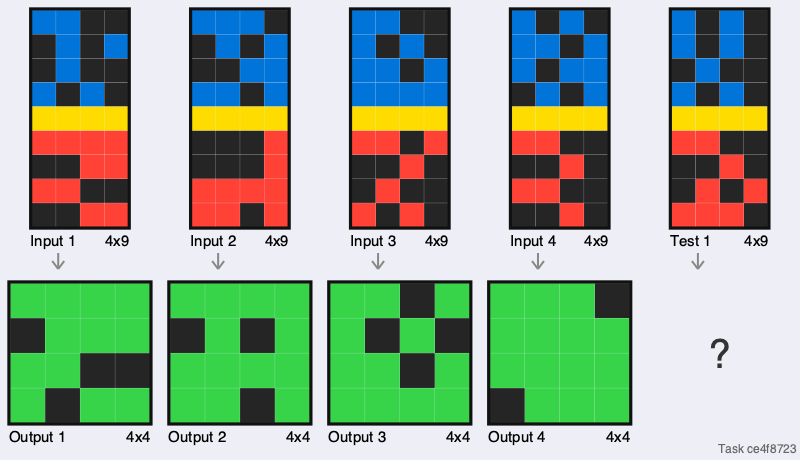 Input 1 4x9 Input 2 4x9 Input 3 4x9 Input 4 4x9 Test 1 4x9
?
Output 1 4x4 Output 2 4x4 Output 3 4x4 Output 4 4x4
Task ce4f8723